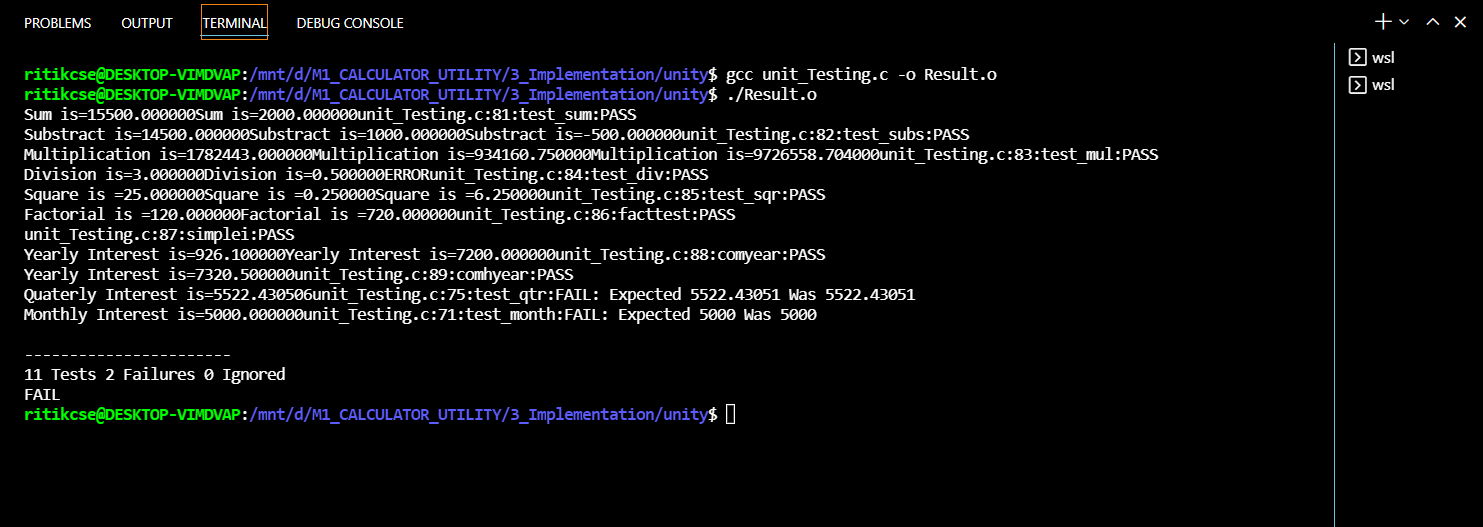 PROBLEMS OUTPUT TERMINAL DEBUG CONSOLE
ritikcse@DESKTOP-VIMDVAP:/mnt/d/M1_CALCULATOR_UTILITY/3_Implementation/unity$ gcc unit_Testing.c -o Result.o
ritikcse@DESKTOP-VIMDVAP:/mnt/d/M1_CALCULATOR_UTILITY/3_Implementation/unity$ ./Result.o
Sum is=15500.000000Sum is=2000.000000unit_Testing.c:81:test_sum:PASS
Substract is=14500.000000Substract is=1000.000000Substract is=-500.000000unit_Testing.c:82:test_subs:PASS
Multiplication is=1782443.000000Multiplication is=934160.750000Multiplication is=9726558.704000unit_Testing.c:83:test_mul:PASS
Division is=3.000000Division is=0.500000ERRORunit_Testing.c:84:test_div:PASS
Square is =25.000000Square is =0.250000Square is =6.250000unit_Testing.c:85:test_sqr:PASS
Factorial is =120.000000Factorial is =720.000000unit_Testing.c:86:facttest:PASS
unit_Testing.c:87:simplei:PASS
Yearly Interest is=926.100000Yearly Interest is=7200.000000unit_Testing.c:88:comyear:PASS
Yearly Interest is=7320.500000unit_Testing.c:89:comhyear:PASS
Quaterly Interest is=5522.430506unit_Testing.c:75:test_qtr:FAIL: Expected 5522.43051 Was 5522.43051
Monthly Interest is=5000.000000unit_Testing.c:71:test_month:FAIL: Expected 5000 Was 5000
-----------------------
11 Tests 2 Failures 0 Ignored
FAIL
ritikcse@DESKTOP-VIMDVAP:/mnt/d/M1_CALCULATOR_UTILITY/3_Implementation/unity$
wsl
wsl